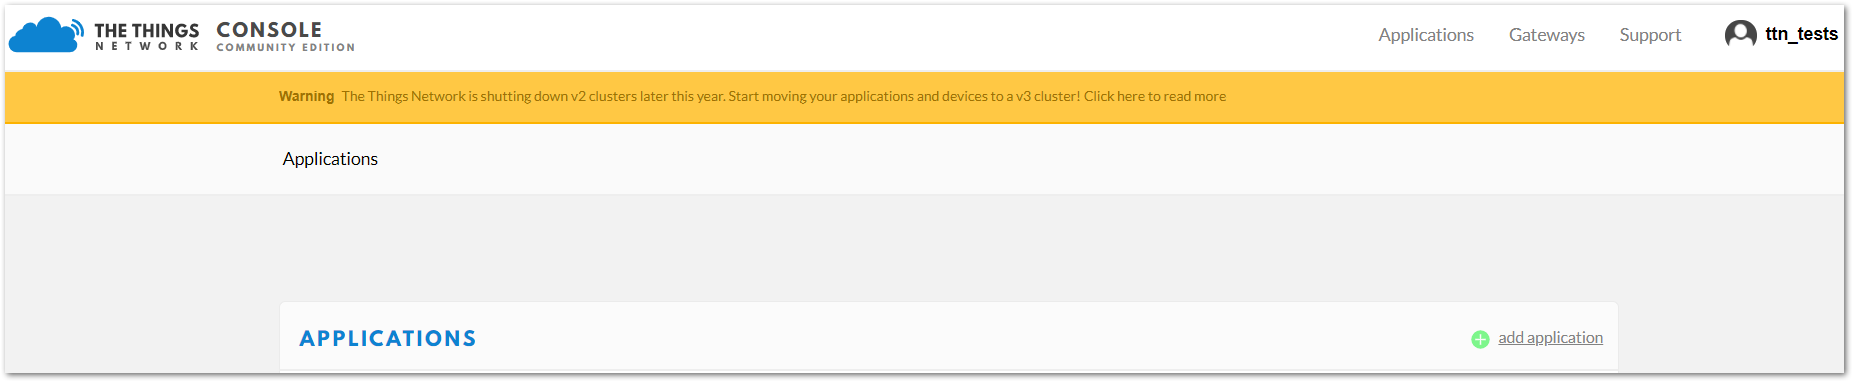 THE THINGS NETWORK CONSOLE COMMUNITY EDITION
Applications Gateways Support ttn_tests
Warning The Things Network is shutting down v2 clusters later this year. Start moving your applications and devices to a v3 cluster! Click here to read more
Applications
APPLICATIONS add application